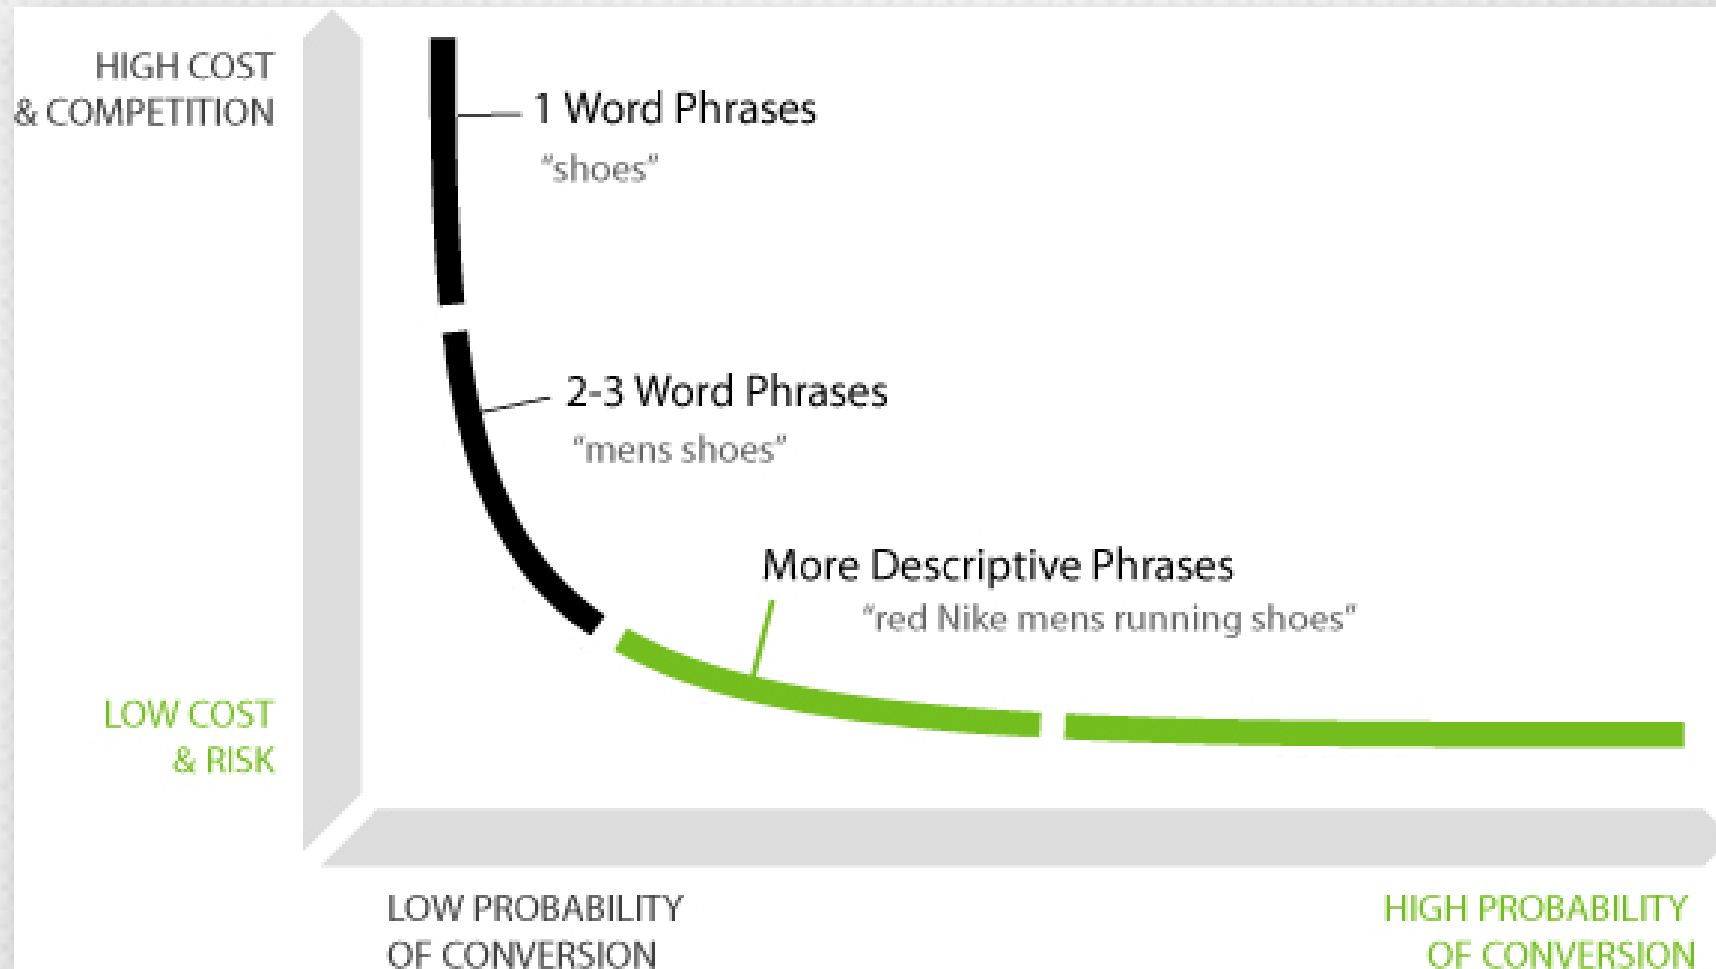 HIGH COST
& COMPETITION
1 Word Phrases
“shoes”
2-3 Word Phrases
“mens shoes”
More Descriptive Phrases
“red Nike mens running shoes”
LOW COST
& RISK
LOW PROBABILITY
OF CONVERSION
HIGH PROBABILITY
OF CONVERSION